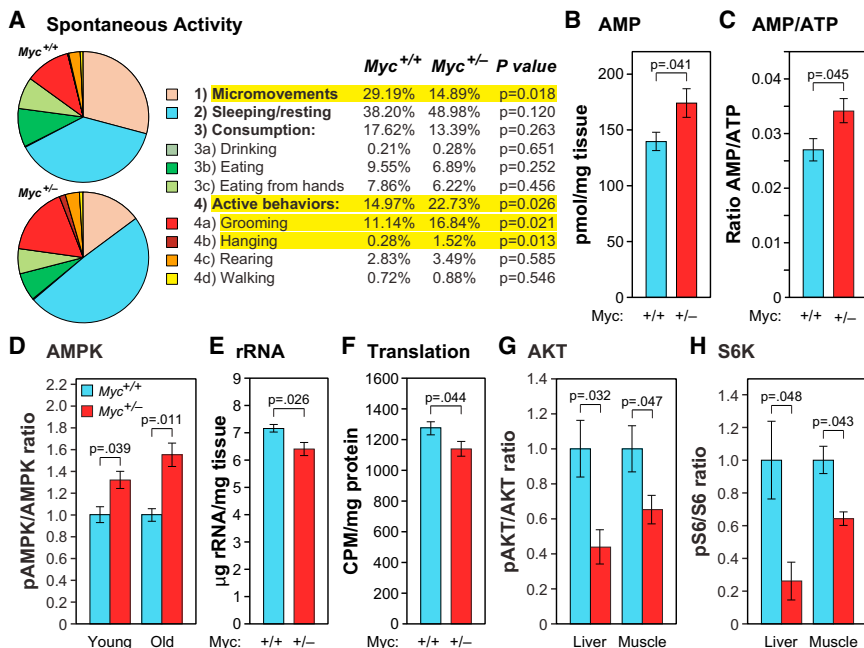 A Spontaneous Activity
Myc+/+
Myc+/–
Myc+/+ Myc+/– P value
1) Micromovements 29.19% 14.89% p=0.018
2) Sleeping/resting 38.20% 48.98% p=0.120
3) Consumption: 17.62% 13.39% p=0.263
3a) Drinking 0.21% 0.28% p=0.651
3b) Eating 9.55% 6.89% p=0.252
3c) Eating from hands 7.86% 6.22% p=0.456
4) Active behaviors: 14.97% 22.73% p=0.026
4a) Grooming 11.14% 16.84% p=0.021
4b) Hanging 0.28% 1.52% p=0.013
4c) Rearing 2.83% 3.49% p=0.585
4d) Walking 0.72% 0.88% p=0.546
B AMP
pmol/mg tissue
200
150
100
50
0
p=.041
Myc: +/+ +/–
C AMP/ATP
Ratio AMP/ATP
0.04
0.03
0.02
0.01
0
p=.045
Myc: +/+ +/–
D AMPK
pAMPK/AMPK ratio
2.2
2.0
1.8
1.6
1.4
1.2
1.0
0.8
0.6
0.4
0.2
0
Myc+/+
Myc+/–
p=.039
p=.011
Young Old
E rRNA
µg rRNA/mg tissue
9
8
7
6
5
4
3
2
1
0
p=.026
Myc: +/+ +/–
F Translation
CPM/mg protein
1600
1400
1200
1000
800
600
400
200
0
p=.044
Myc: +/+ +/–
G AKT
pAKT/AKT ratio
1.4
1.2
1.0
0.8
0.6
0.4
0.2
0
p=.032
p=.047
Liver Muscle
H S6K
pS6/S6 ratio
1.4
1.2
1.0
0.8
0.6
0.4
0.2
0
p=.048
p=.043
Liver Muscle